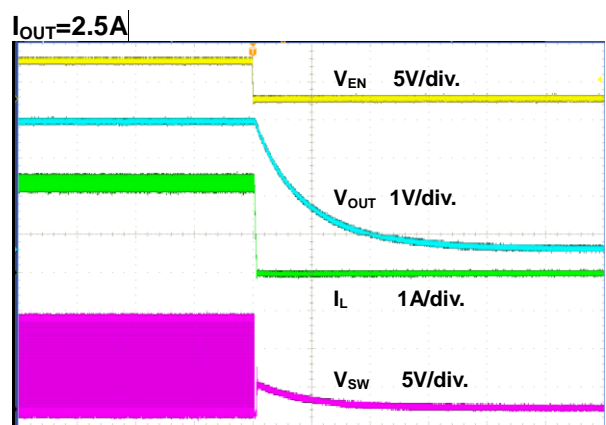 IOUT=2.5A
VEN 5V/div.
VOUT 1V/div.
IL 1A/div.
VSW 5V/div.